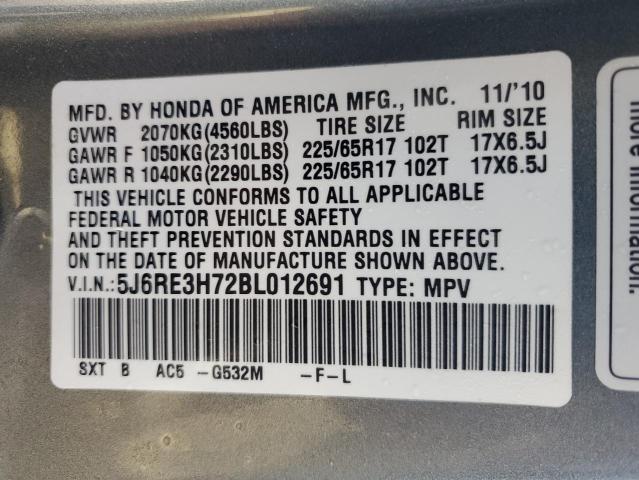 MFD. BY HONDA OF AMERICA MFG., INC. 11/'10
GVWR 2070KG(4560LBS) TIRE SIZE RIM SIZE
GAWR F 1050KG(2310LBS) 225/65R17 102T 17X6.5J
GAWR R 1040KG(2290LBS) 225/65R17 102T 17X6.5J
THIS VEHICLE CONFORMS TO ALL APPLICABLE
FEDERAL MOTOR VEHICLE SAFETY
AND THEFT PREVENTION STANDARDS IN EFFECT
ON THE DATE OF MANUFACTURE SHOWN ABOVE.
V.I.N.: 5J6RE3H72BL012691 TYPE: MPV
SXT B AC5 -G532M -F-L
more information